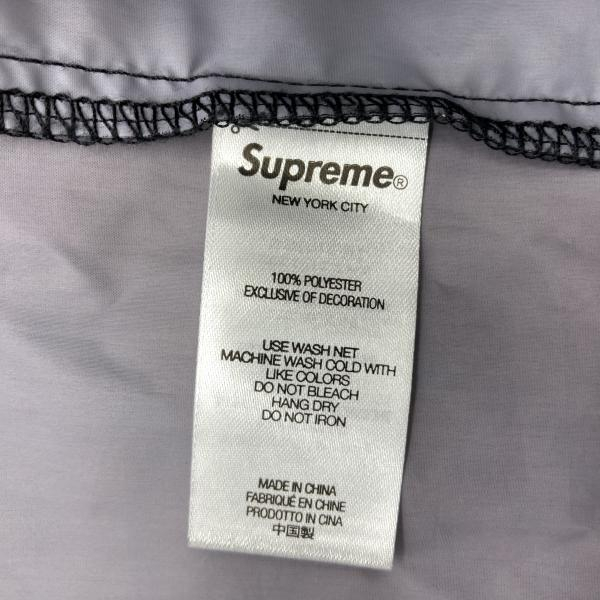 Supreme®
NEW YORK CITY
100% POLYESTER
EXCLUSIVE OF DECORATION
USE WASH NET
MACHINE WASH COLD WITH
LIKE COLORS
DO NOT BLEACH
HANG DRY
DO NOT IRON
MADE IN CHINA
FABRIQUÉ EN CHINE
PRODOTTO IN CINA
中国製